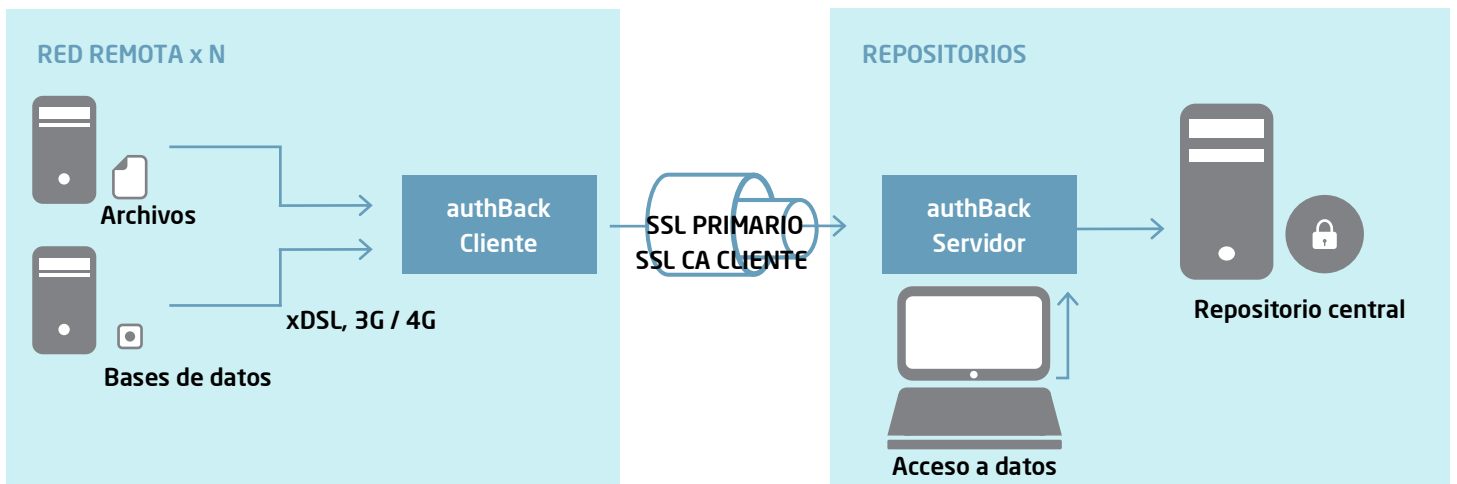 RED REMOTA x N
Archivos
Bases de datos
xDSL, 3G / 4G
authBack
Cliente
SSL PRIMARIO
SSL CA CLIENTE
REPOSITORIOS
authBack
Servidor
Acceso a datos
Repositorio central